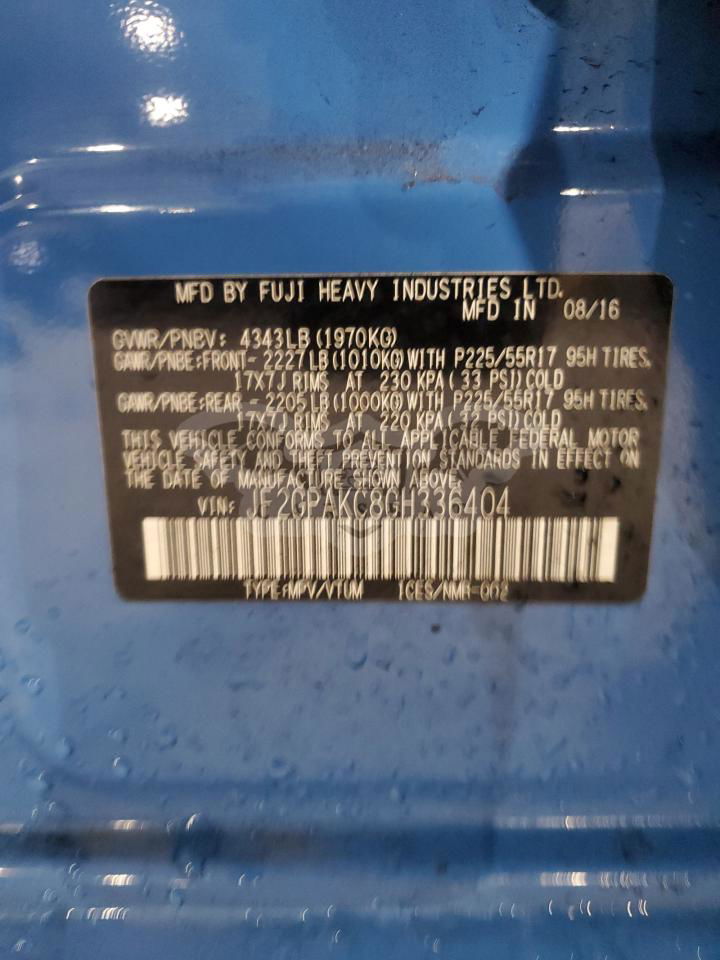 MFD BY FUJI HEAVY INDUSTRIES LTD.
MFD IN 08/16
GVWR/PNBV: 4343LB(1970KG)
GAWR/PNBE:FRONT- 2227LB(1010KG)WITH P225/55R17 95H TIRES,
17X7J RIMS AT 230 KPA( 33 PSI)COLD
GAWR/PNBE:REAR - 2205LB(1000KG)WITH P225/55R17 95H TIRES,
17X7J RIMS AT 220 KPA( 32 PSI)COLD
THIS VEHICLE CONFORMS TO ALL APPLICABLE FEDERAL MOTOR
VEHICLE SAFETY AND THEFT PREVENTION STANDARDS IN EFFECT ON
THE DATE OF MANUFACTURE SHOWN ABOVE.
VIN: JF2GPAKC8GH336404
TYPE:MPV/VTUM ICES/NMB-002